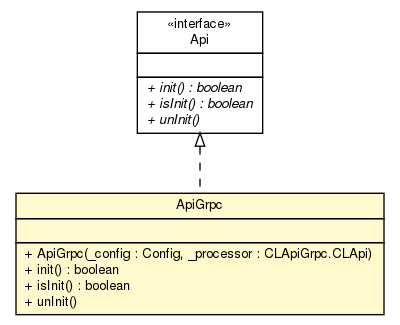 «interface»
Api
+ init() : boolean
+ isInit() : boolean
+ unInit()
ApiGrpc
+ ApiGrpc(_config : Config, _processor : CLApiGrpc.CLApi)
+ init() : boolean
+ isInit() : boolean
+ unInit()